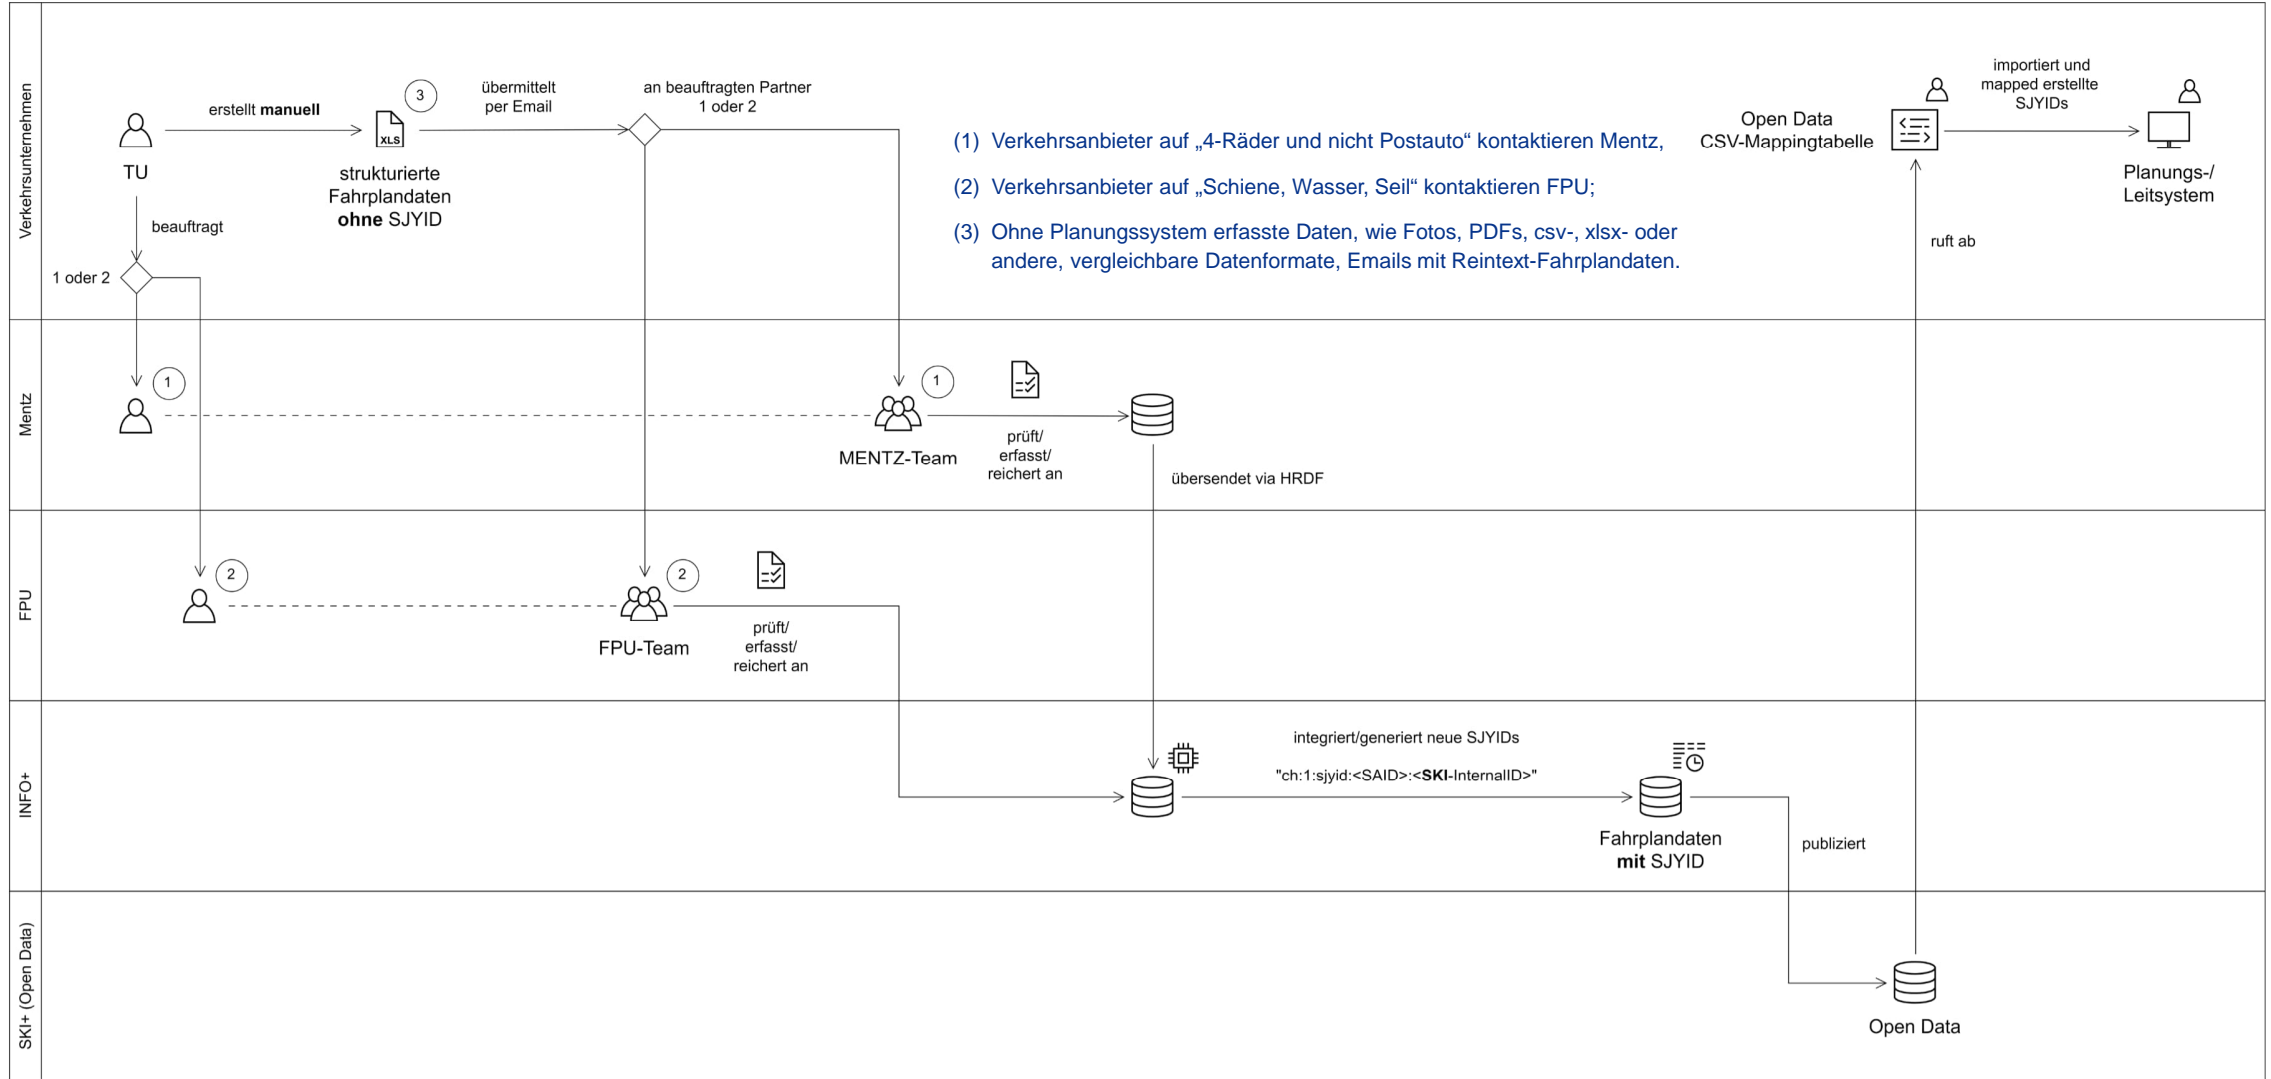 Verkehrsunternehmen
TU
erstellt manuell
3
XLS
strukturierte
Fahrplandaten
ohne SJYID
übermittelt
per Email
an beauftragten Partner
1 oder 2
beauftragt
1 oder 2
(1) Verkehrsanbieter auf „4-Räder und nicht Postauto“ kontaktieren Mentz,
(2) Verkehrsanbieter auf „Schiene, Wasser, Seil“ kontaktieren FPU;
(3) Ohne Planungssystem erfasste Daten, wie Fotos, PDFs, csv-, xlsx- oder
andere, vergleichbare Datenformate, Emails mit Reintext-Fahrplandaten.
Open Data
CSV-Mappingtabelle
importiert und
mapped erstellte
SJYIDs
Planungs-/
Leitsystem
ruft ab
Mentz
1
1
MENTZ-Team
prüft/
erfasst/
reichert an
übersendet via HRDF
FPU
2
2
FPU-Team
prüft/
erfasst/
reichert an
INFO+
integriert/generiert neue SJYIDs
"ch:1:sjyid:<SAID>:<SKI-InternalID>"
Fahrplandaten
mit SJYID
publiziert
SKI+ (Open Data)
Open Data